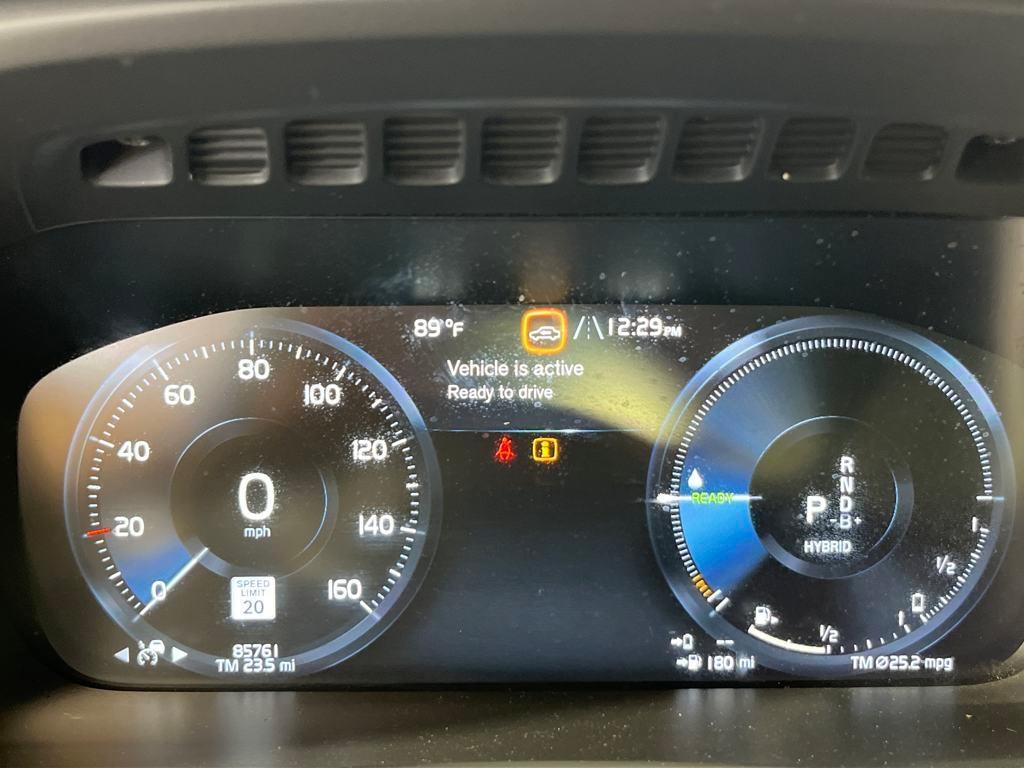 89°F
12:29 PM
Vehicle is active
Ready to drive
0
20
40
60
80
100
120
140
160
0
mph
SPEED
LIMIT
20
85761
TM 23.5 mi
READY
P
R
N
D
B
HYBRID
1
1/2
1/2
--
180 mi
TM Ø25.2 mpg